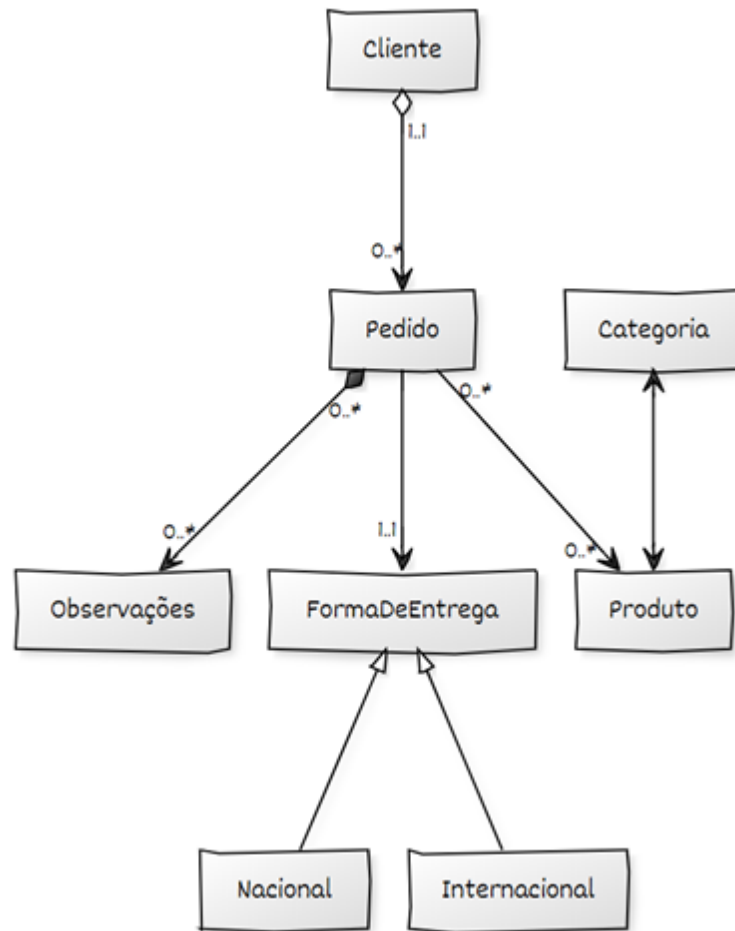 Cliente
1..1
0..*
Pedido
Categoria
0..*
0..*
0..*
1..1
0..*
Observações
FormaDeEntrega
Produto
Nacional
Internacional